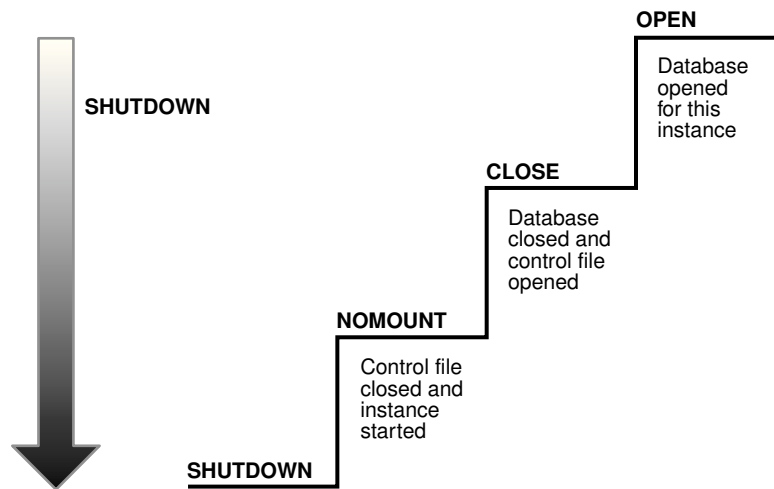 OPEN
Database
opened
for this
instance
SHUTDOWN
CLOSE
Database
closed and
control file
opened
NOMOUNT
Control file
closed and
instance
started
SHUTDOWN